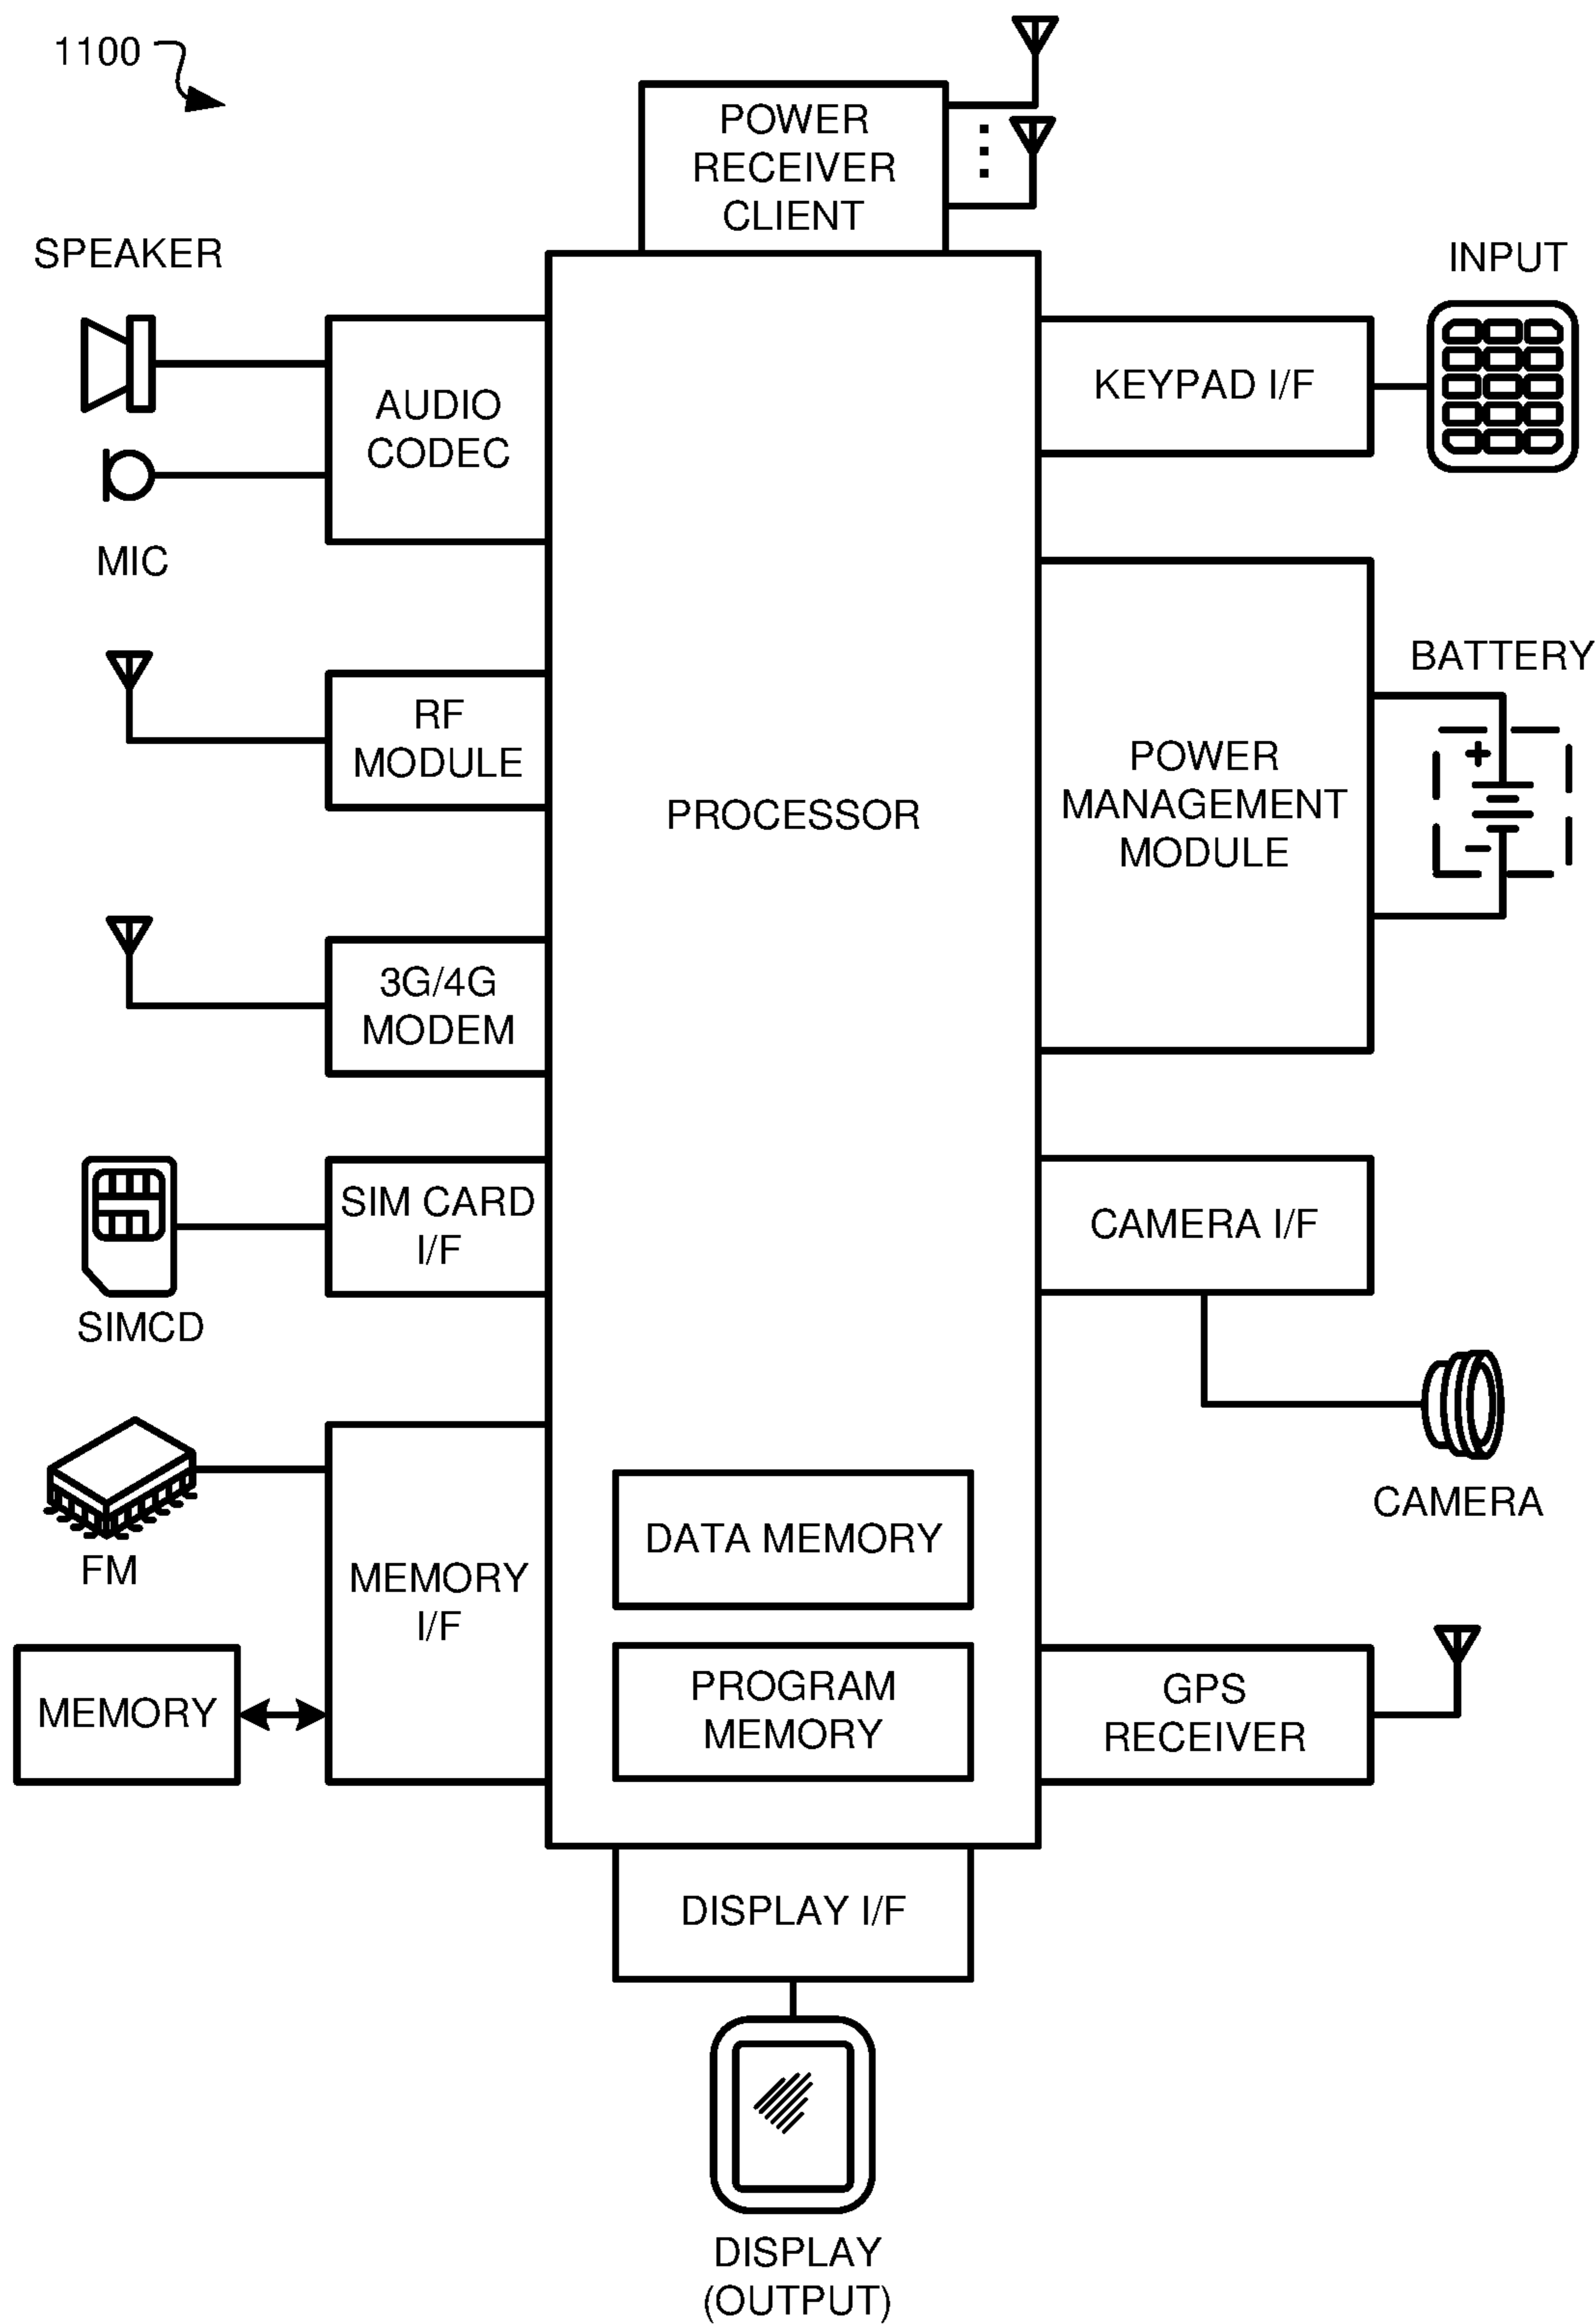 1100
POWER
RECEIVER
CLIENT
SPEAKER
INPUT
AUDIO
CODEC
KEYPAD I/F
MIC
BATTERY
RF
MODULE
PROCESSOR
POWER
MANAGEMENT
MODULE
+
-
3G/4G
MODEM
SIM CARD
I/F
CAMERA I/F
SIMCD
CAMERA
DATA MEMORY
FM
MEMORY
I/F
MEMORY
PROGRAM
MEMORY
GPS
RECEIVER
DISPLAY I/F
DISPLAY
(OUTPUT)